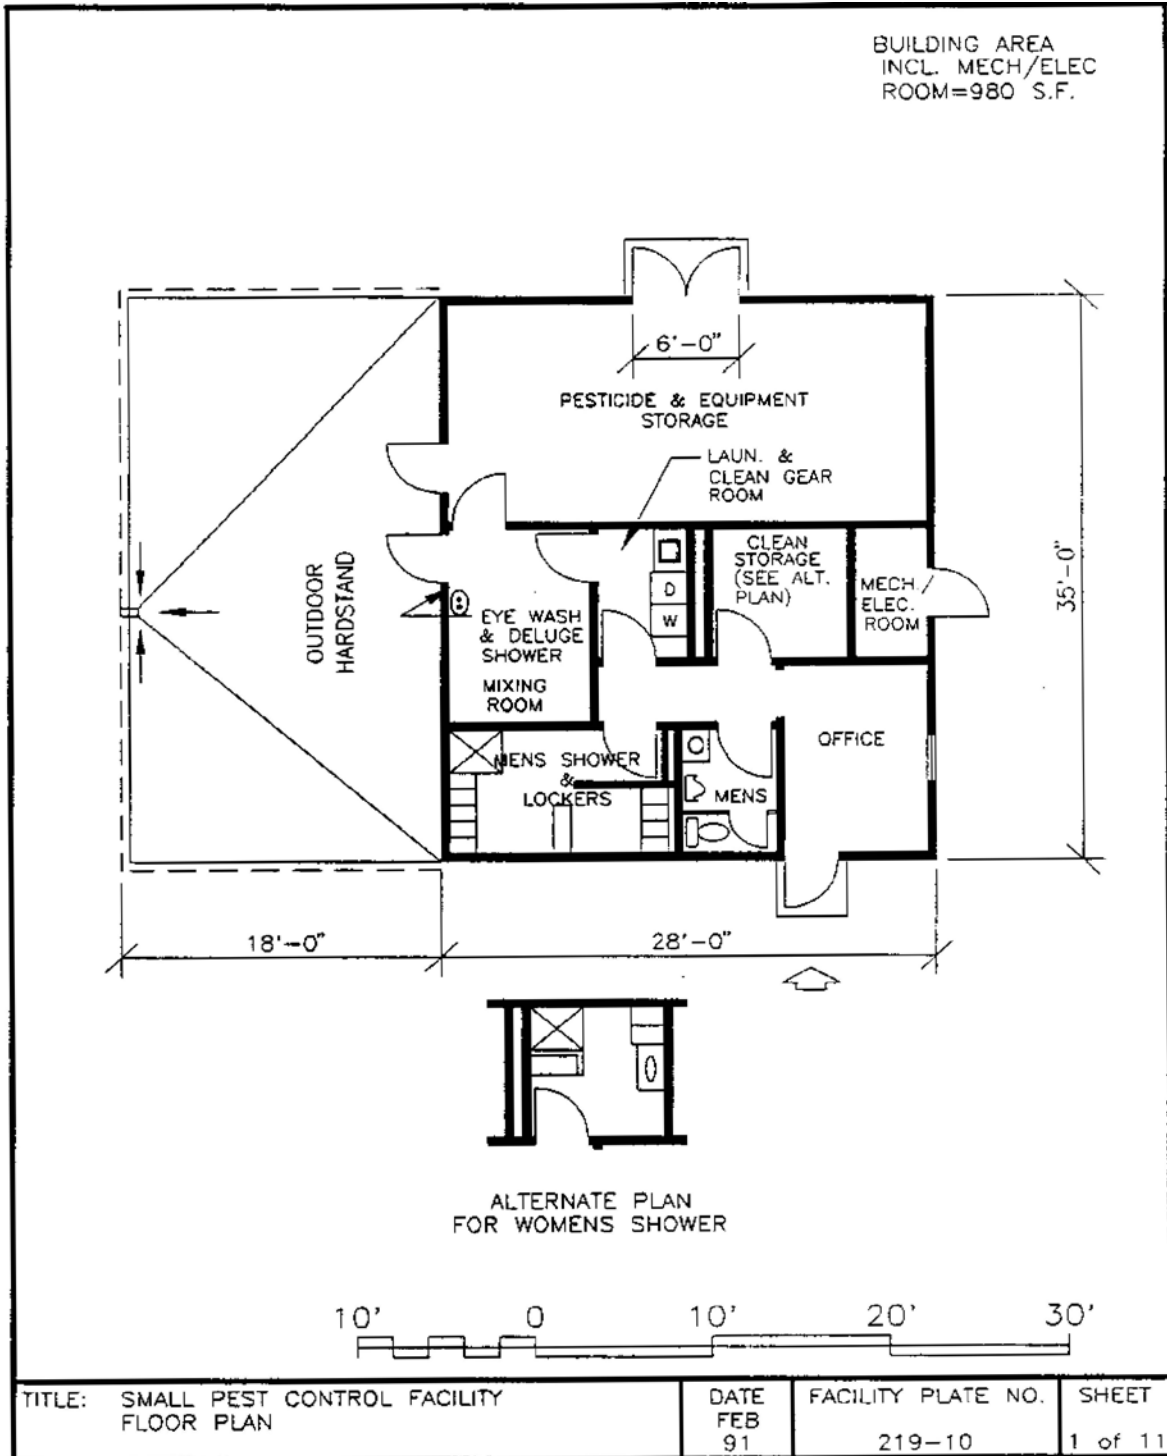 BUILDING AREA
INCL. MECH/ELEC
ROOM=980 S.F.
6'-0"
PESTICIDE & EQUIPMENT
STORAGE
LAUN. &
CLEAN GEAR
ROOM
CLEAN
STORAGE
(SEE ALT.
PLAN)
MECH./
ELEC.
ROOM
35'-0"
OUTDOOR
HARDSTAND
D
W
EYE WASH
& DELUGE
SHOWER
MIXING
ROOM
OFFICE
MENS SHOWER
&
LOCKERS
MENS
18'-0"
28'-0"
ALTERNATE PLAN
FOR WOMENS SHOWER
10' 0 10' 20' 30'
TITLE: SMALL PEST CONTROL FACILITY
FLOOR PLAN
DATE
FEB
91
FACILITY PLATE NO.
219-10
SHEET
1 of 11